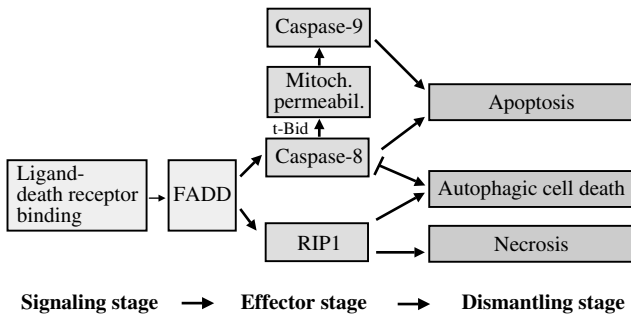 Caspase-9
Mitoch.
permeabil.
t-Bid
Caspase-8
Ligand-
death receptor
binding
FADD
RIP1
Apoptosis
Autophagic cell death
Necrosis
Signaling stage
Effector stage
Dismantling stage